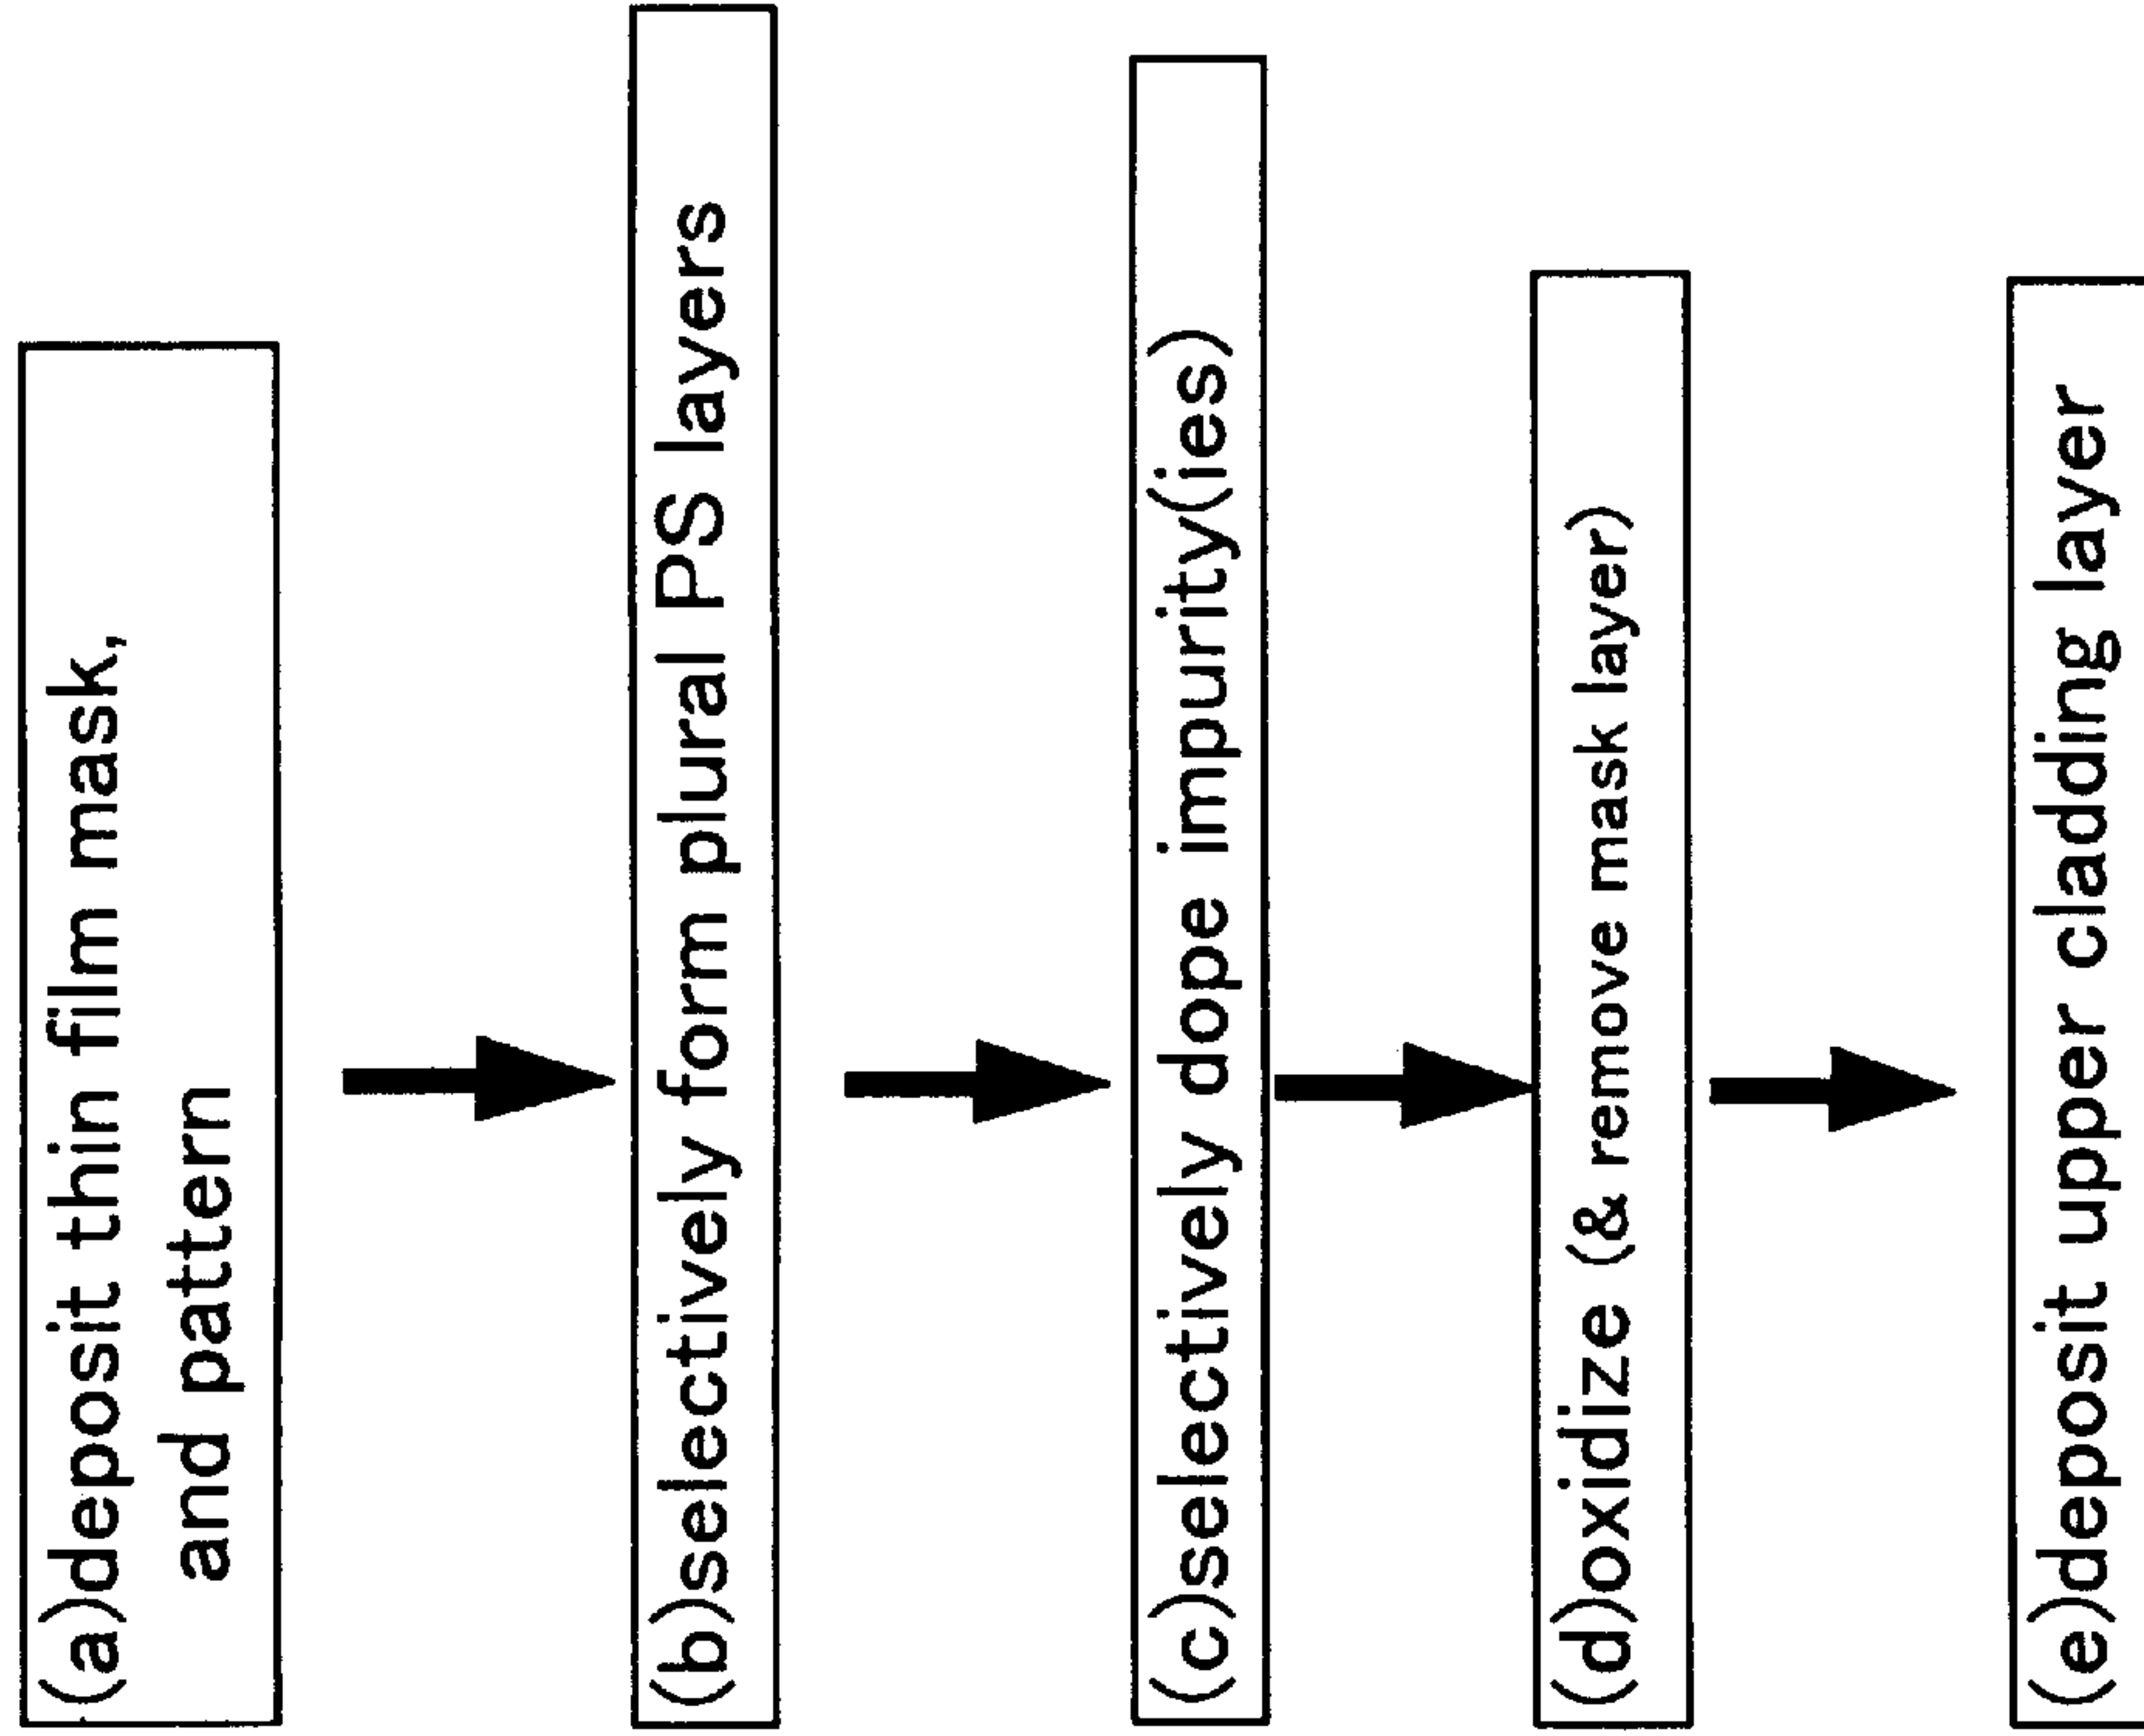 (a)deposit thin film mask,
and pattern
(b)selectively form plural PS layers
(c)selectively dope impurity(ies)
(d)oxidize (& remove mask layer)
(e)deposit upper cladding layer